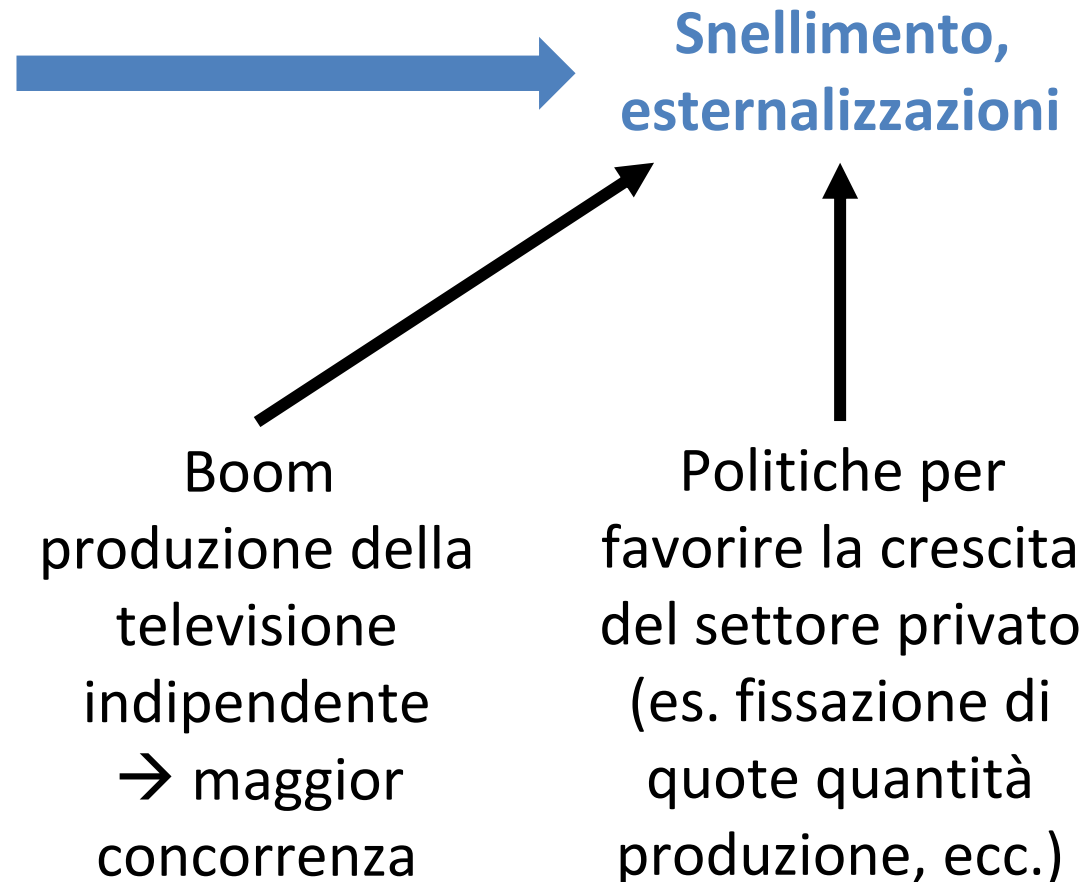 Snellimento,
esternalizzazioni
Boom
produzione della
televisione
indipendente
→ maggior
concorrenza
Politiche per
favorire la crescita
del settore privato
(es. fissazione di
quote quantità
produzione, ecc.)